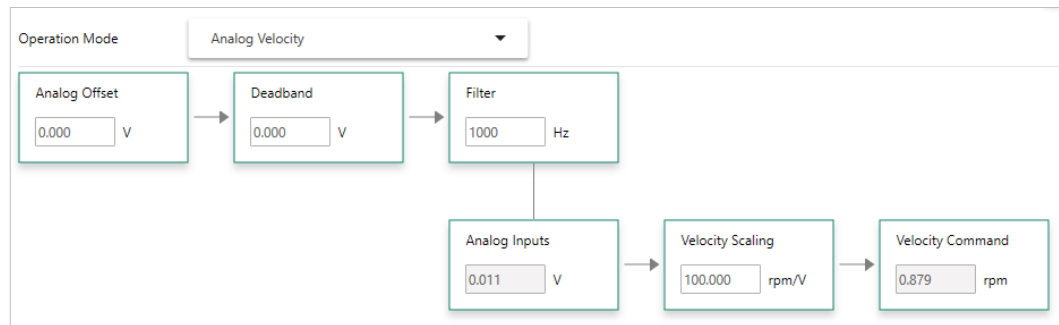 Operation Mode Analog Velocity
Analog Offset Deadband Filter
0.000 V 0.000 V 1000 Hz
Analog Inputs Velocity Scaling Velocity Command
0.011 V 100.000 rpm/V 0.879 rpm